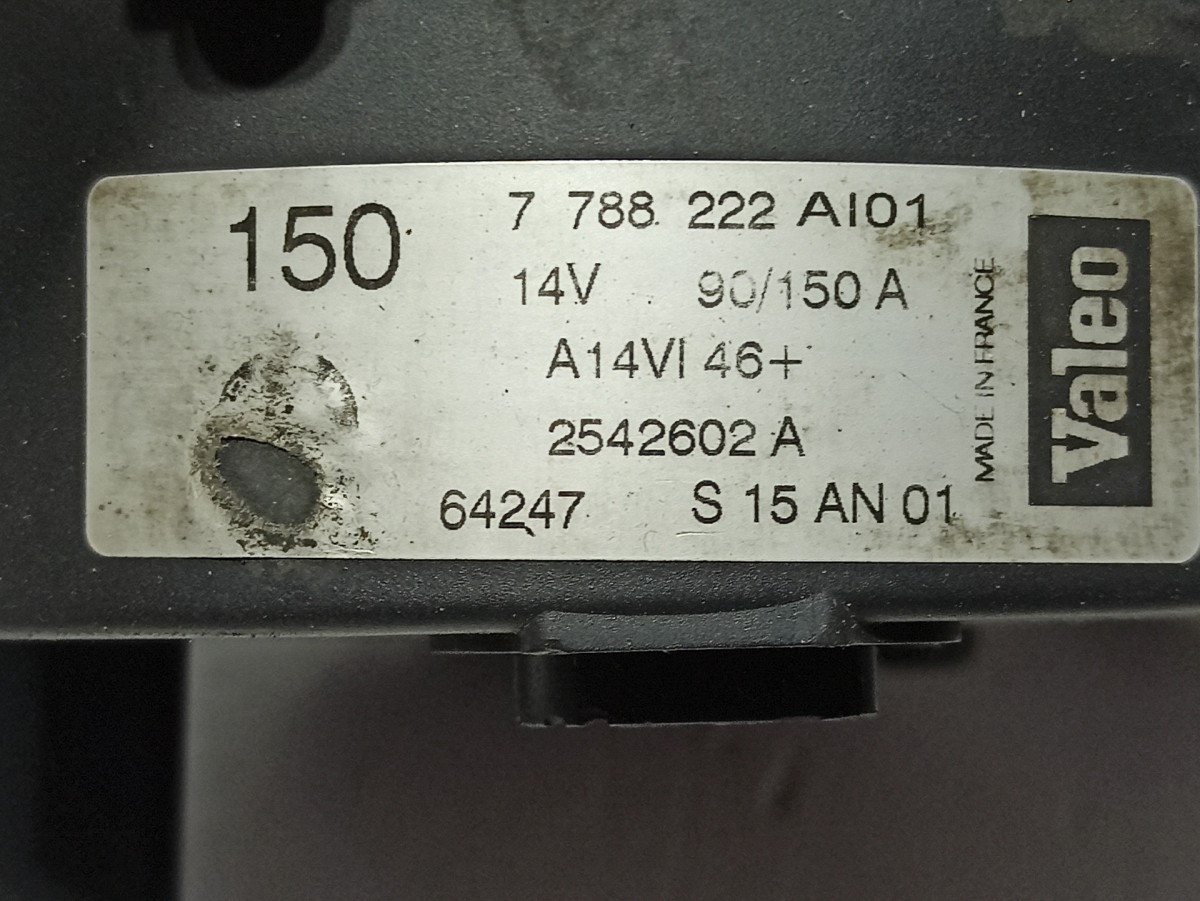 150
7 788 222 AI01
14V 90/150 A
A14VI 46+
2542602 A
64247 S 15 AN 01
MADE IN FRANCE
Valeo